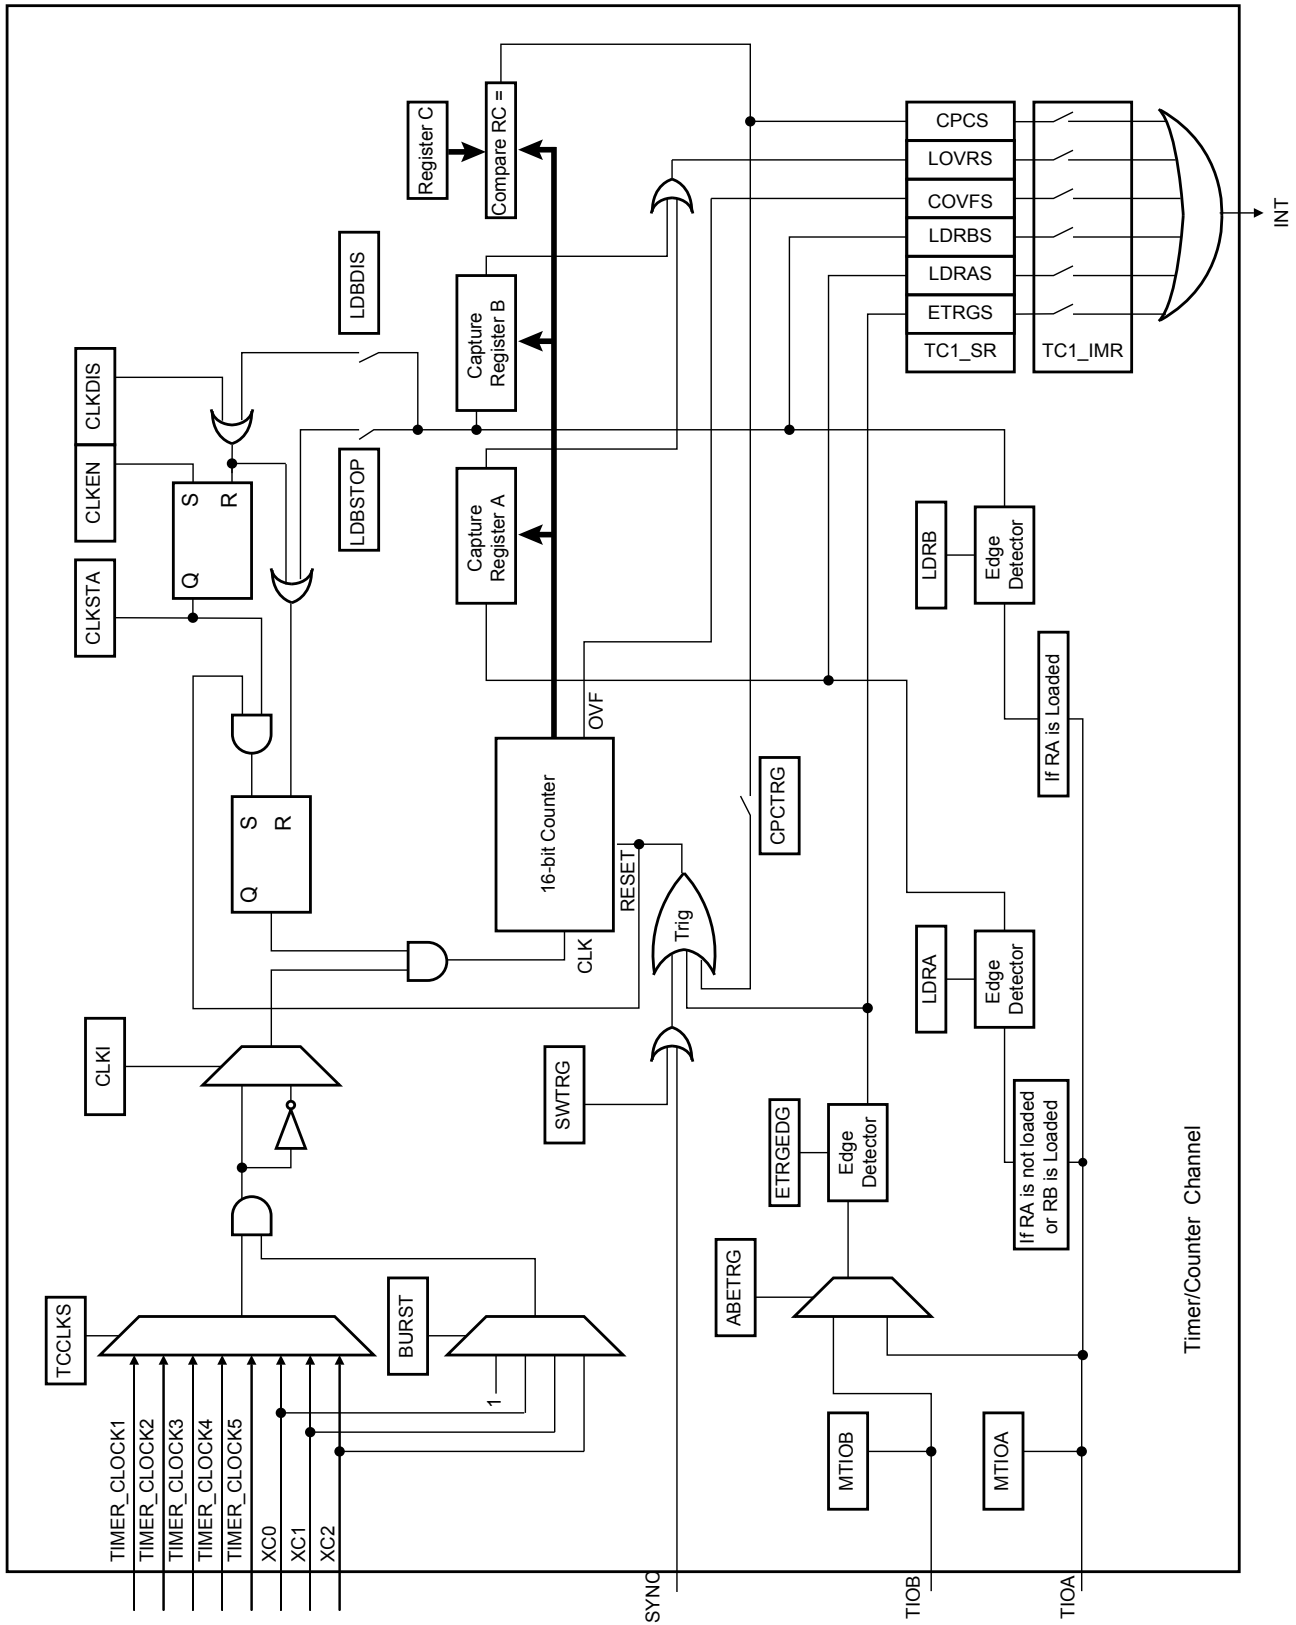 TCCLKS
TIMER_CLOCK1
TIMER_CLOCK2
TIMER_CLOCK3
TIMER_CLOCK4
TIMER_CLOCK5
XC0
XC1
XC2
CLKI
CLKSTA
CLKEN
CLKDIS
Q
S
R
Q
S
R
BURST
1
LDBSTOP
LDBDIS
Register C
Compare RC =
Capture
Register A
Capture
Register B
16-bit Counter
CLK
OVF
RESET
SWTRG
Trig
SYNC
CPCTRG
ABETRG
ETRGEDG
Edge
Detector
MTIOB
TIOB
MTIOA
TIOA
LDRA
Edge
Detector
If RA is not loaded
or RB is Loaded
LDRB
Edge
Detector
If RA is Loaded
CPCS
LOVRS
COVFS
LDRBS
LDRAS
ETRGS
TC1_SR
TC1_IMR
INT
Timer/Counter Channel